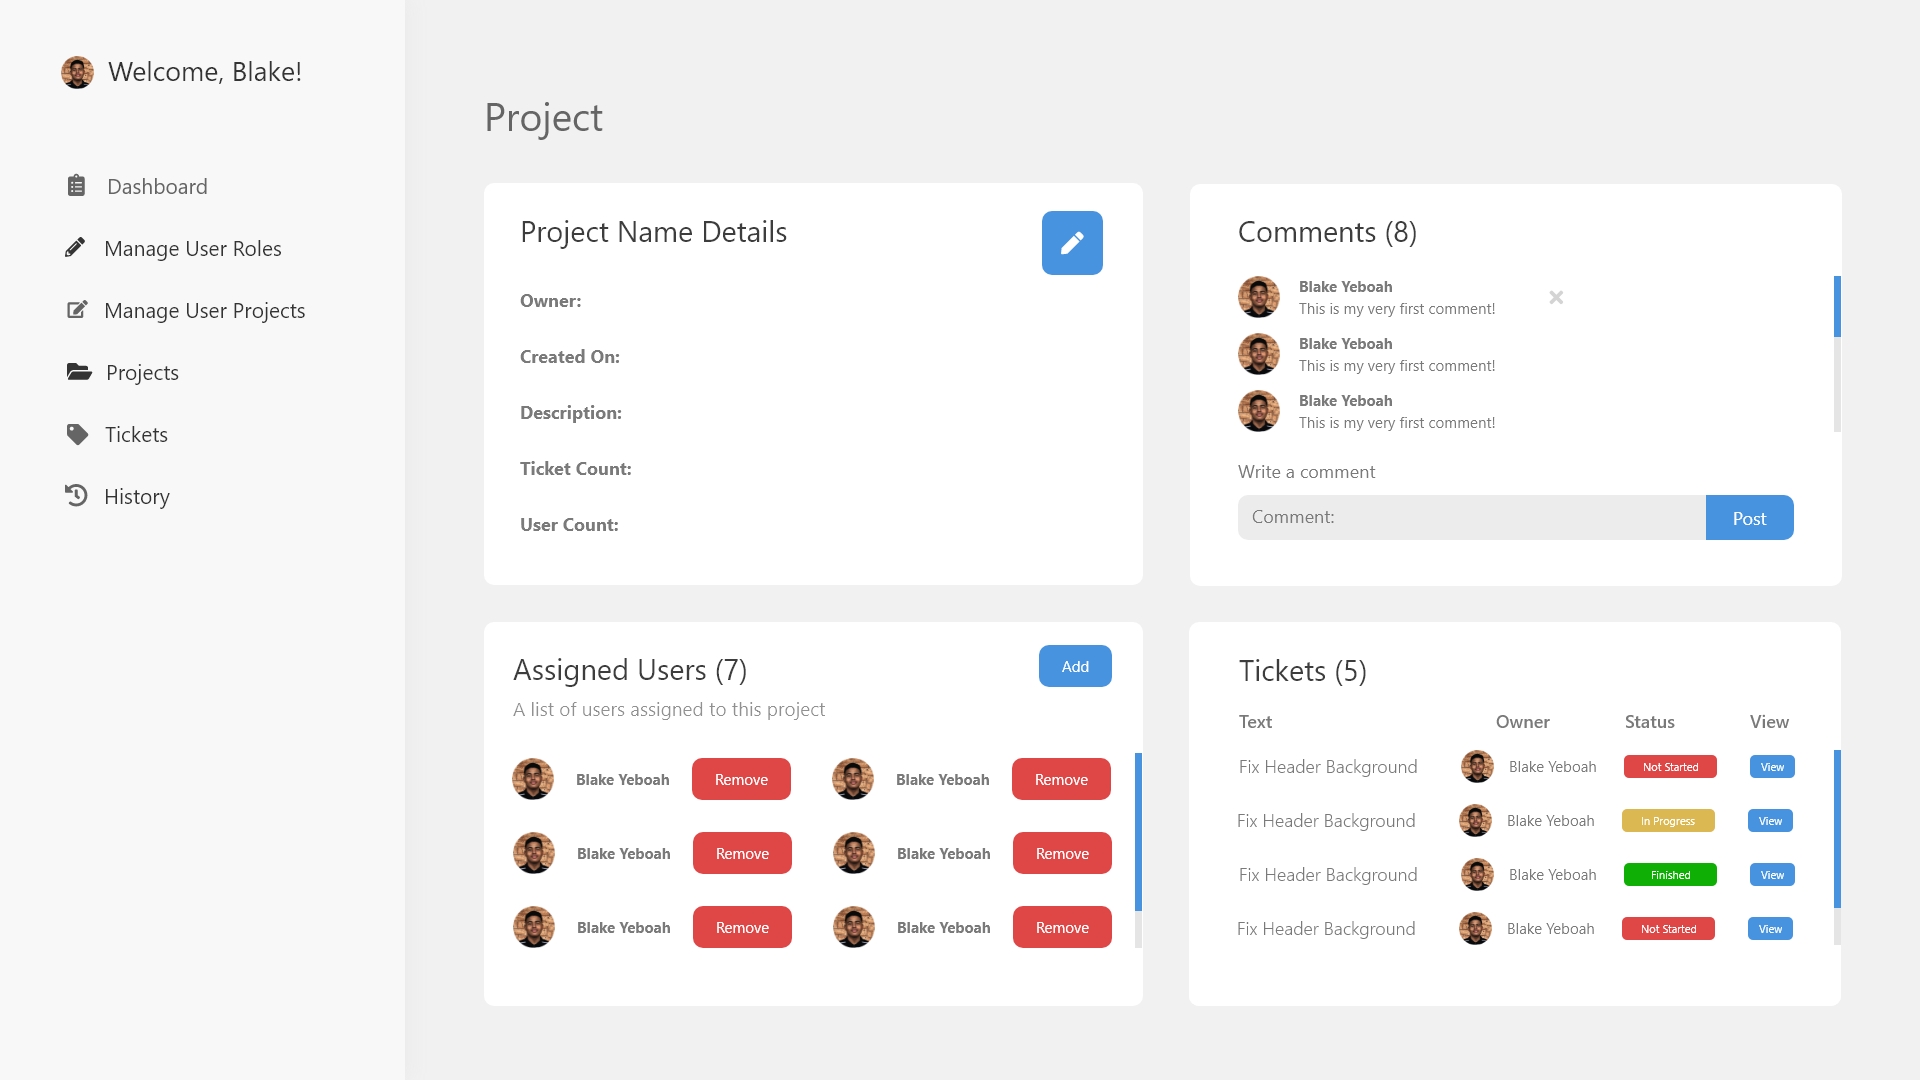 Welcome, Blake!
Dashboard
Manage User Roles
Manage User Projects
Projects
Tickets
History
Project
Project Name Details
Owner:
Created On:
Description:
Ticket Count:
User Count:
Comments (8)
Blake Yeboah
This is my very first comment!
Blake Yeboah
This is my very first comment!
Blake Yeboah
This is my very first comment!
Write a comment
Comment: Post
Assigned Users (7) Add
A list of users assigned to this project
Blake Yeboah Remove Blake Yeboah Remove
Blake Yeboah Remove Blake Yeboah Remove
Blake Yeboah Remove Blake Yeboah Remove
Tickets (5)
Text Owner Status View
Fix Header Background Blake Yeboah Not Started View
Fix Header Background Blake Yeboah In Progress View
Fix Header Background Blake Yeboah Finished View
Fix Header Background Blake Yeboah Not Started View